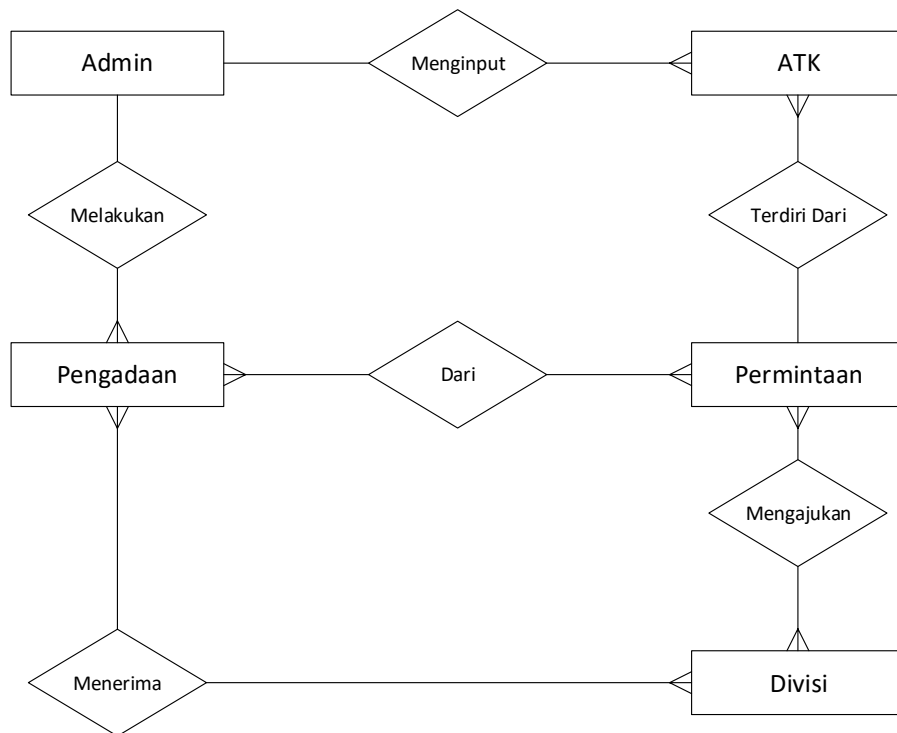 Admin
Menginput
ATK
Melakukan
Terdiri Dari
Pengadaan
Dari
Permintaan
Mengajukan
Menerima
Divisi